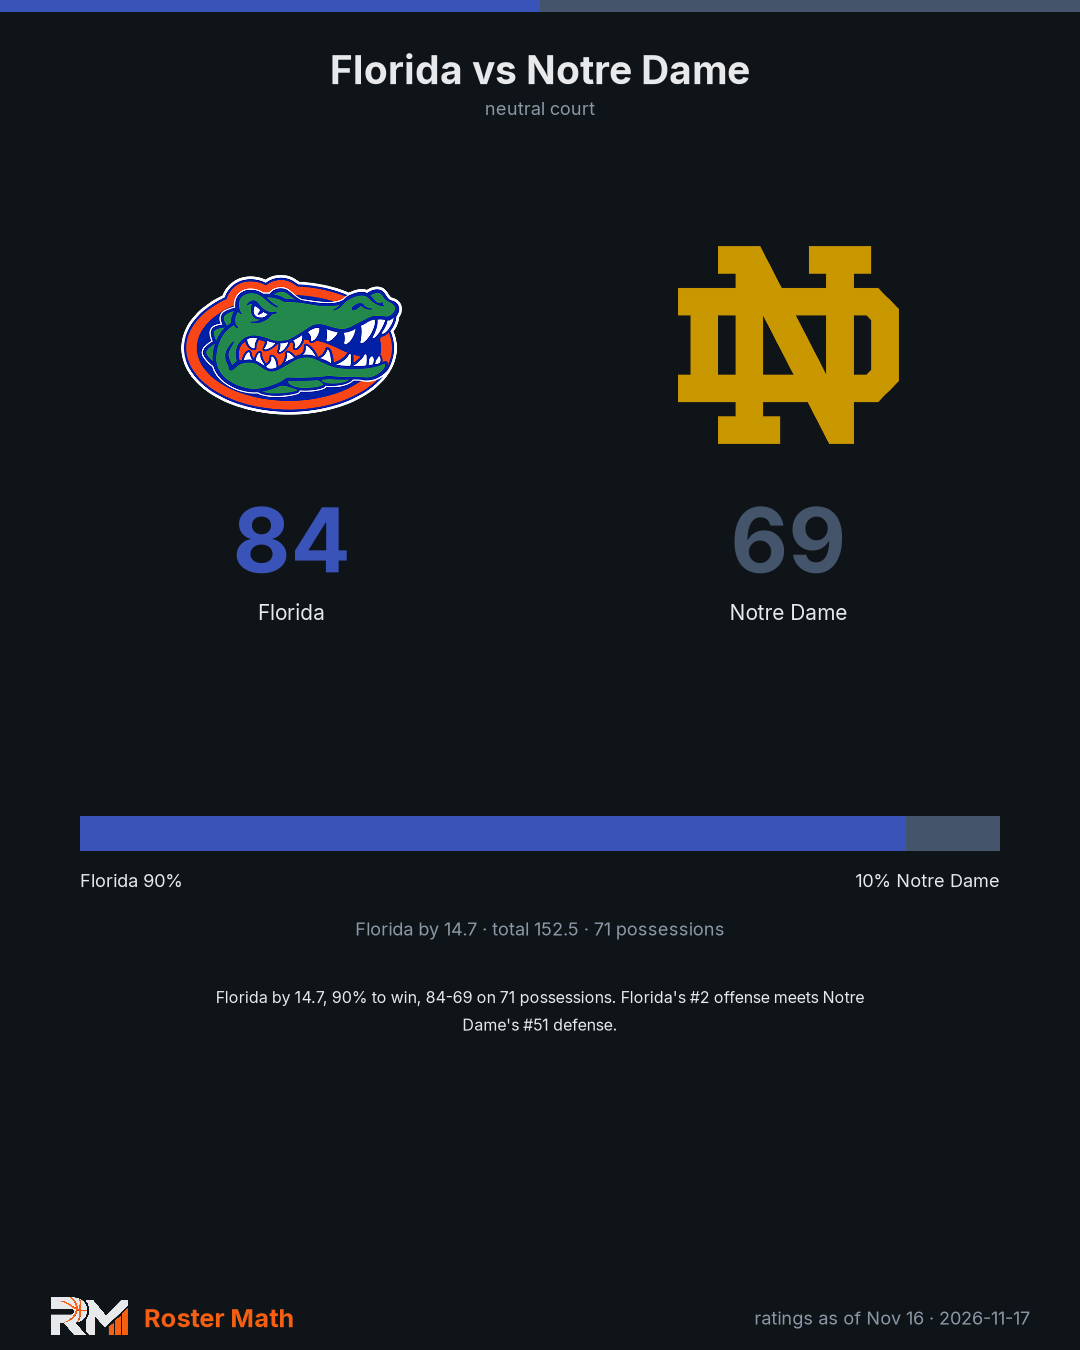 Florida vs Notre Dame
neutral court
84
69
Florida
Notre Dame
Florida 90%
10% Notre Dame
Florida by 14.7 · total 152.5 · 71 possessions
Florida by 14.7, 90% to win, 84-69 on 71 possessions. Florida's #2 offense meets Notre
Dame's #51 defense.
RM Roster Math
ratings as of Nov 16 · 2026-11-17